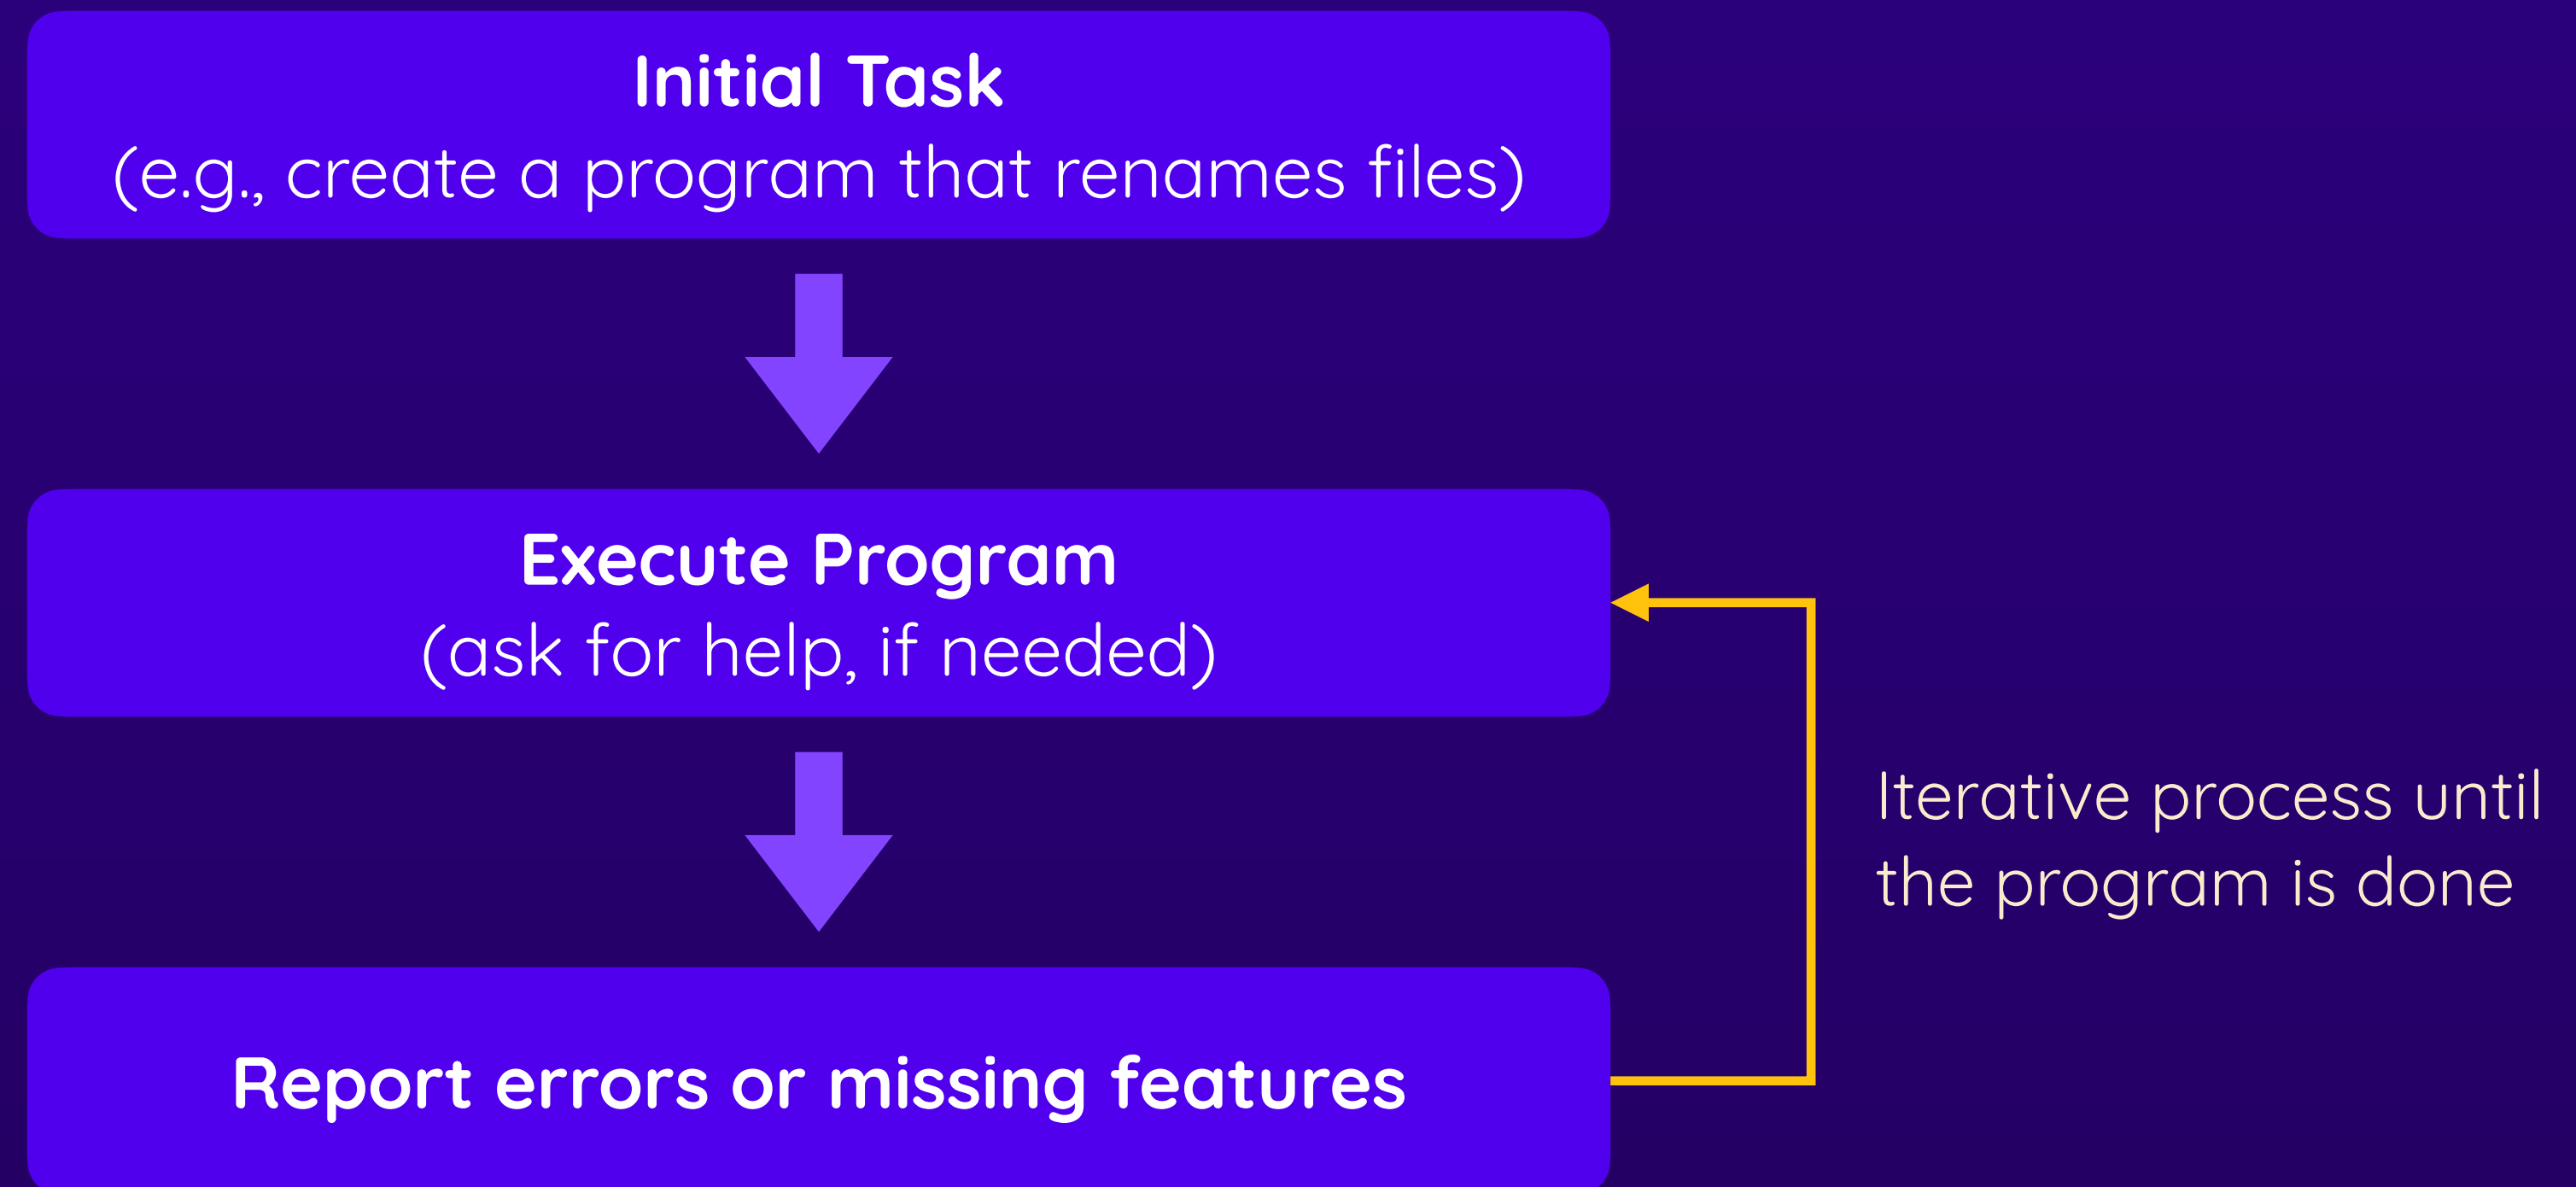 Initial Task
(e.g., create a program that renames files)
Execute Program
(ask for help, if needed)
Iterative process until
the program is done
Report errors or missing features